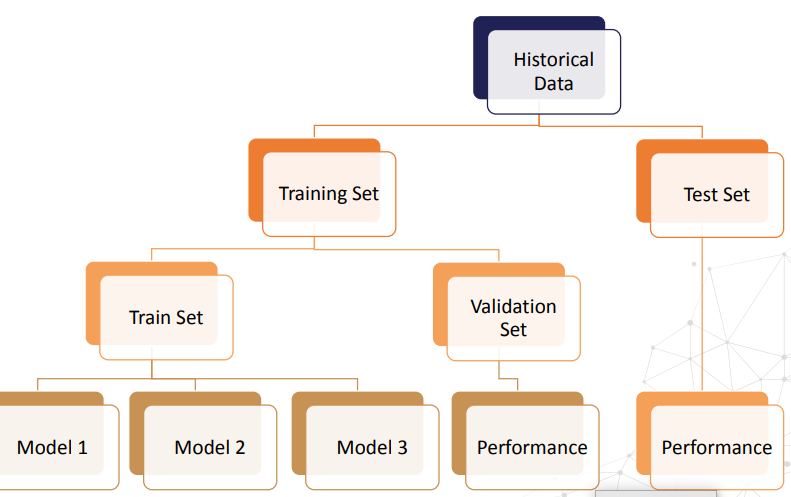 Historical
Data
Training Set
Test Set
Train Set
Validation
Set
Model 1
Model 2
Model 3
Performance
Performance